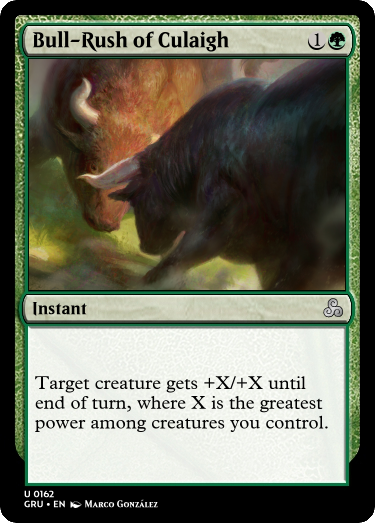 Bull-Rush of Culaigh 1
Instant
Target creature gets +X/+X until
end of turn, where X is the greatest
power among creatures you control.
U 0162
GRU • EN Marco González